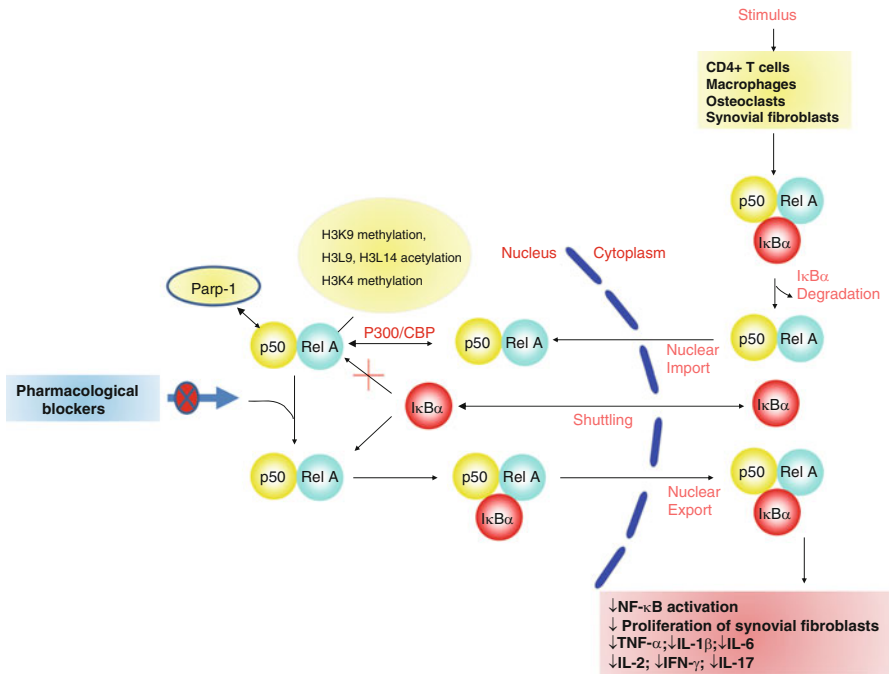 Stimulus
CD4+ T cells
Macrophages
Osteoclasts
Synovial fibroblasts
p50 Rel A
IκBα
IκBα
Degradation
H3K9 methylation,
H3L9, H3L14 acetylation
H3K4 methylation
Nucleus Cytoplasm
Parp-1
p50 Rel A
P300/CBP
p50 Rel A
Nuclear
Import
p50 Rel A
Pharmacological
blockers
IκBα
Shuttling
IκBα
p50 Rel A
p50 Rel A
IκBα
Nuclear
Export
p50 Rel A
IκBα
↓NF-κB activation
↓ Proliferation of synovial fibroblasts
↓TNF-α;↓IL-1β;↓IL-6
↓IL-2; ↓IFN-γ; ↓IL-17